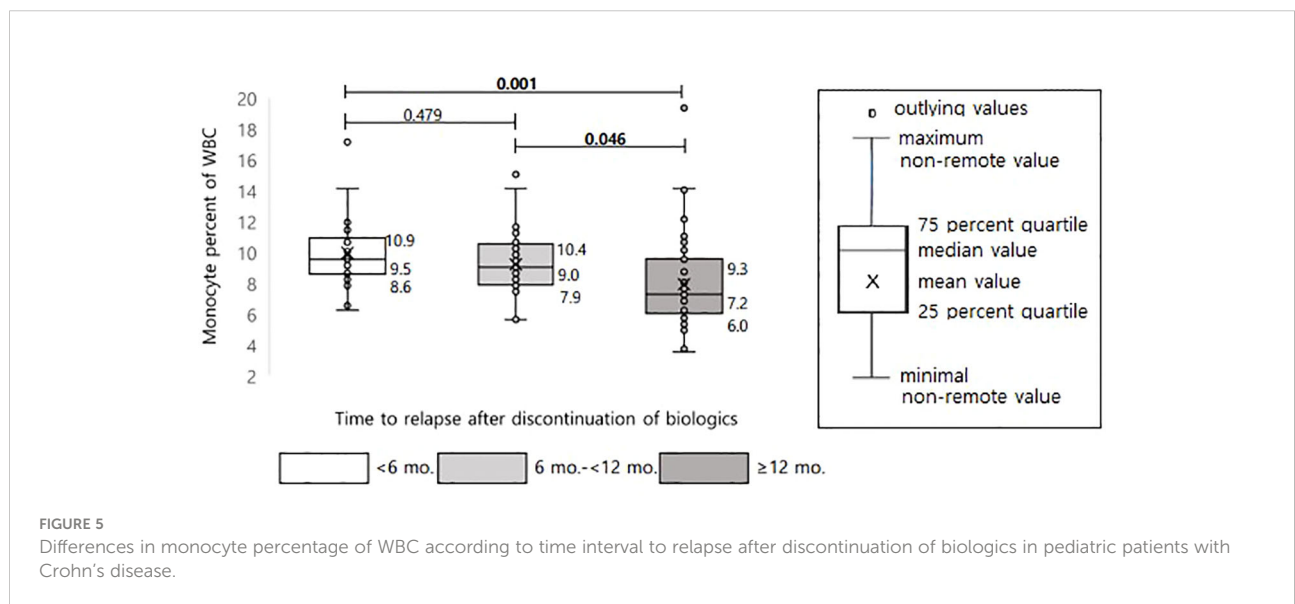 0.001
0.479
0.046
20
18
16
14
12
10
8
6
4
2
Monocyte percent of WBC
10.9
9.5
8.6
10.4
9.0
7.9
9.3
7.2
6.0
Time to relapse after discontinuation of biologics
<6 mo.
6 mo.-<12 mo.
≥12 mo.
outlying values
maximum
non-remote value
75 percent quartile
median value
X
mean value
25 percent quartile
minimal
non-remote value
FIGURE 5
Differences in monocyte percentage of WBC according to time interval to relapse after discontinuation of biologics in pediatric patients with
Crohn’s disease.